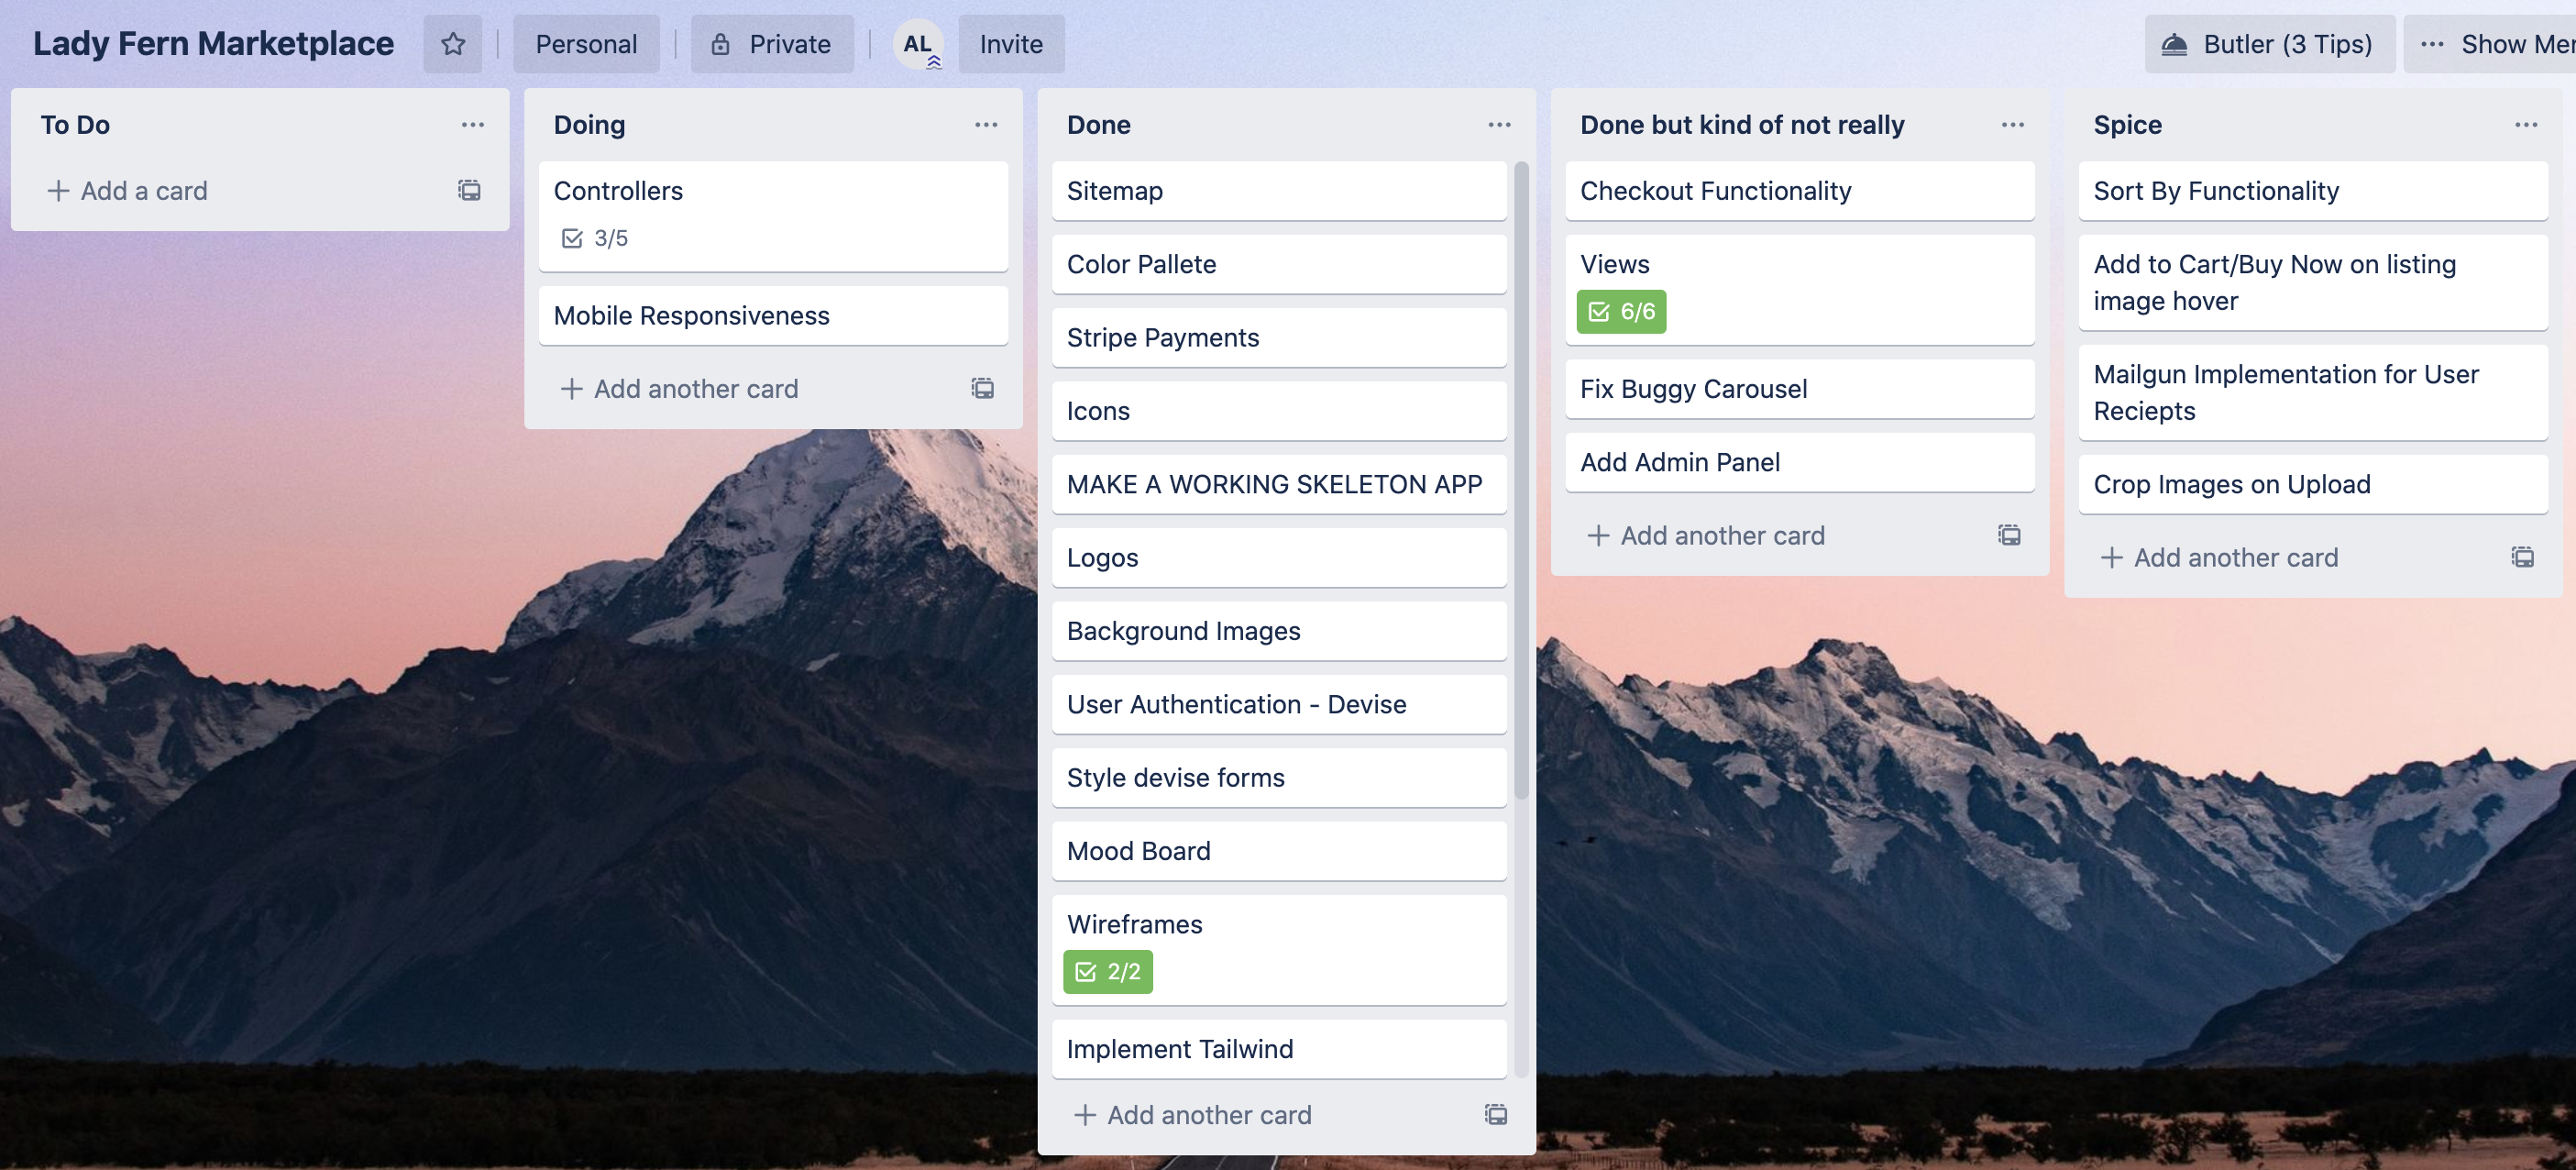 Lady Fern Marketplace
Personal
Private
AL
Invite
Butler (3 Tips)
Show
To Do
Add a card
Doing
Controllers
3/5
Mobile Responsiveness
Add another card
Done
Sitemap
Color Pallete
Stripe Payments
Icons
MAKE A WORKING SKELETON APP
Logos
Background Images
User Authentication - Devise
Style devise forms
Mood Board
Wireframes
2/2
Implement Tailwind
Add another card
Done but kind of not really
Checkout Functionality
Views
6/6
Fix Buggy Carousel
Add Admin Panel
Add another card
Spice
Sort By Functionality
Add to Cart/Buy Now on listing
image hover
Mailgun Implementation for User
Reciepts
Crop Images on Upload
Add another card